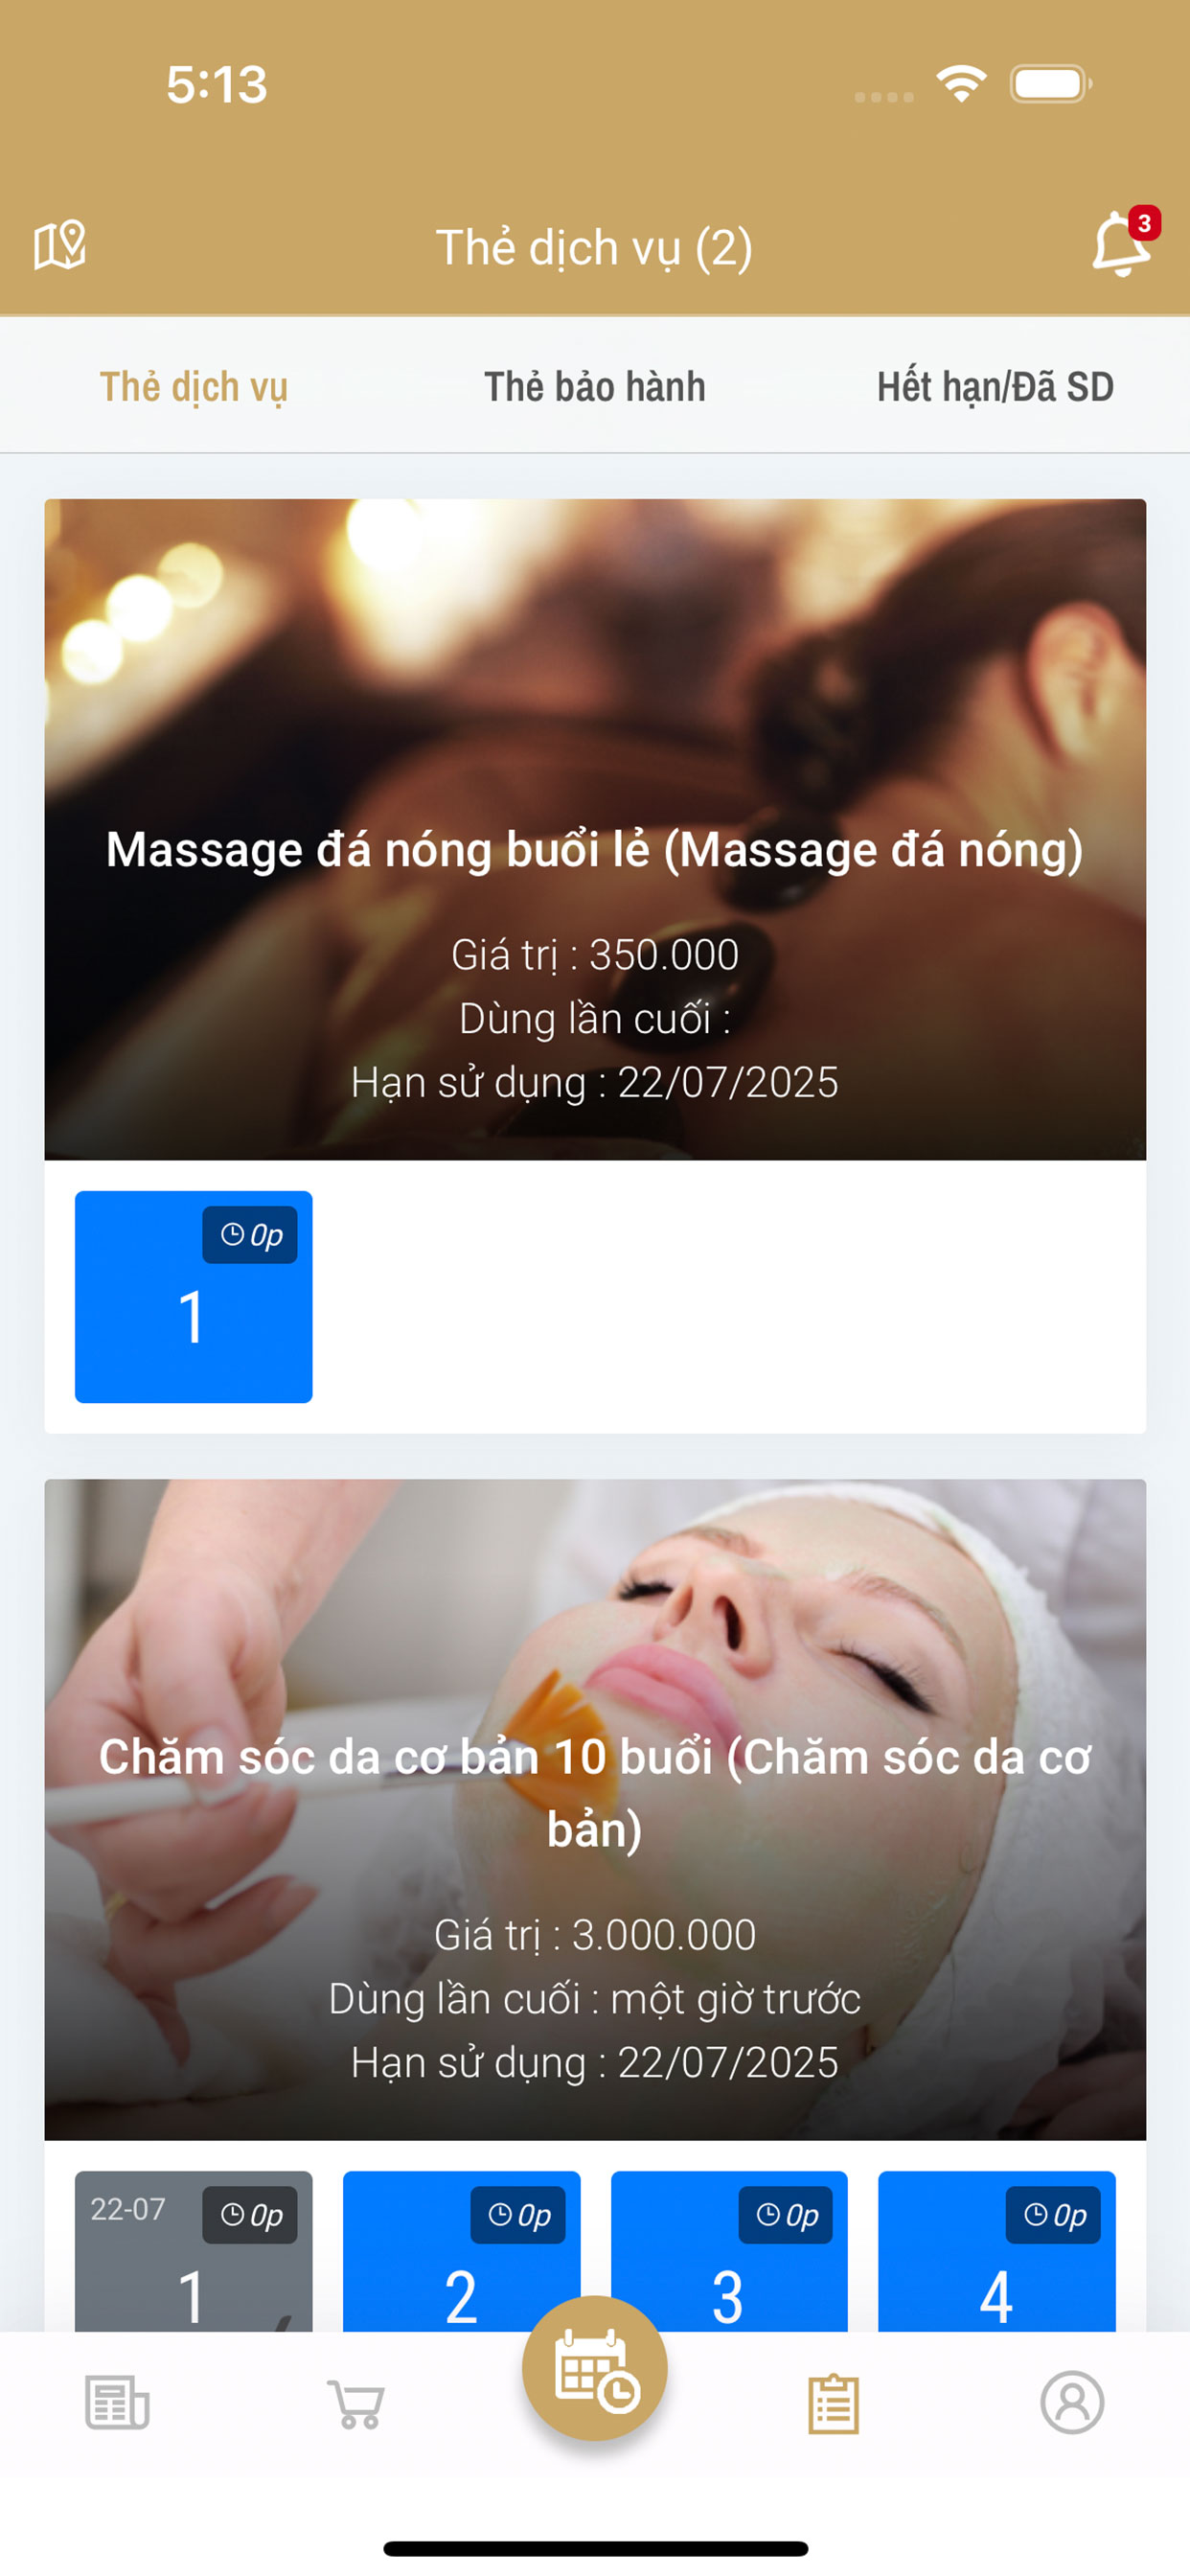 5:13
Thẻ dịch vụ (2)
3
Thẻ dịch vụ
Thẻ bảo hành
Hết hạn/Đã SD
Massage đá nóng buổi lẻ (Massage đá nóng)
Giá trị : 350.000
Dùng lần cuối :
Hạn sử dụng : 22/07/2025
0p
1
Chăm sóc da cơ bản 10 buổi (Chăm sóc da cơ
bản)
Giá trị : 3.000.000
Dùng lần cuối : một giờ trước
Hạn sử dụng : 22/07/2025
22-07
0p
0p
0p
0p
1
2
3
4